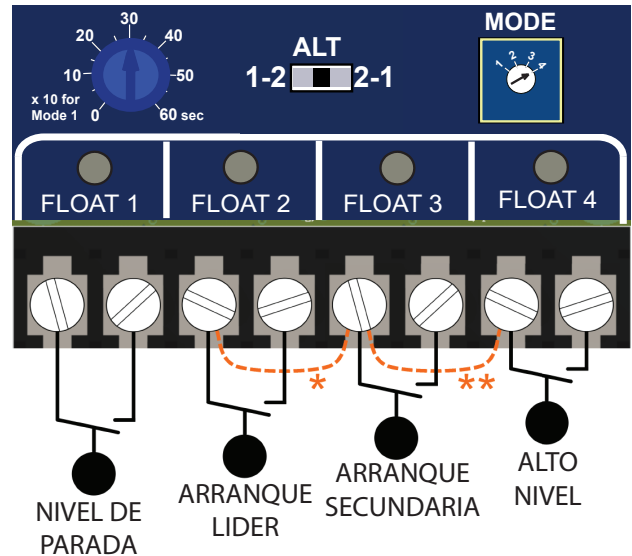 30
20
40
10
50
x 10 for
Mode 1
0
60 sec
ALT
1-2
2-1
MODE
1 2 3 4
FLOAT 1
FLOAT 2
FLOAT 3
FLOAT 4
*
**
NIVEL DE
PARADA
ARRANQUE
LIDER
ARRANQUE
SECUNDARIA
ALTO
NIVEL